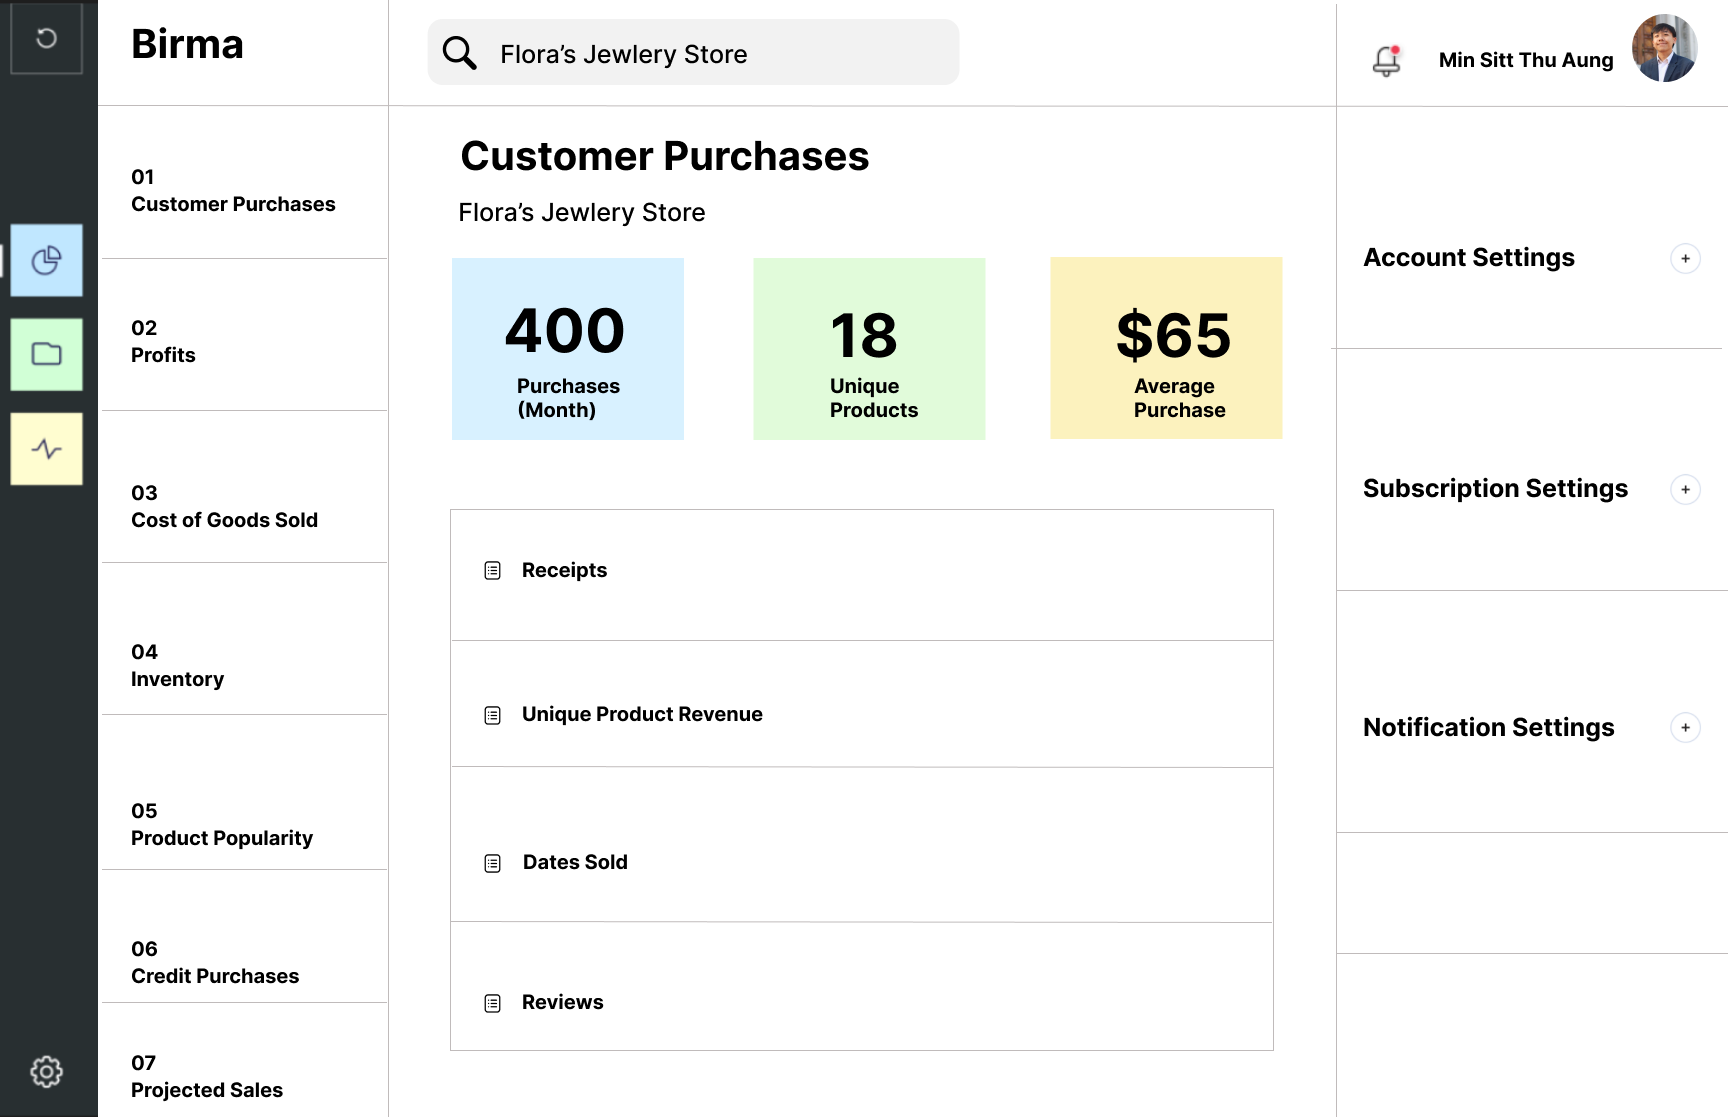 Birma
Flora's Jewlery Store
Min Sitt Thu Aung
01
Customer Purchases
02
Profits
03
Cost of Goods Sold
04
Inventory
05
Product Popularity
06
Credit Purchases
07
Projected Sales
Customer Purchases
Flora's Jewlery Store
400
Purchases
(Month)
18
Unique
Products
$65
Average
Purchase
Receipts
Unique Product Revenue
Dates Sold
Reviews
Account Settings
Subscription Settings
Notification Settings